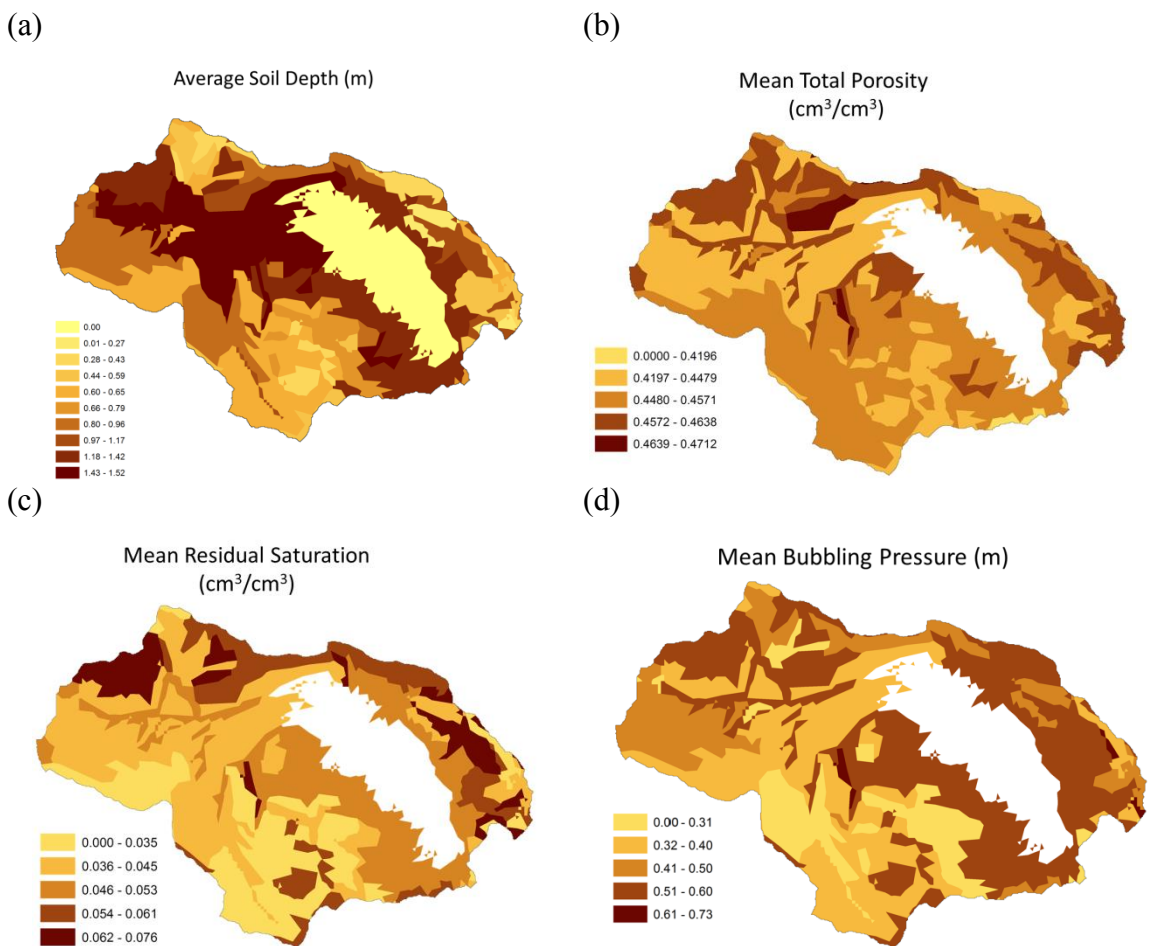 (a)
Average Soil Depth (m)
0.00
0.01 - 0.27
0.28 - 0.43
0.44 - 0.59
0.60 - 0.65
0.66 - 0.79
0.80 - 0.96
0.97 - 1.17
1.18 - 1.42
1.43 - 1.52
(b)
Mean Total Porosity
(cm³/cm³)
0.0000 - 0.4196
0.4197 - 0.4479
0.4480 - 0.4571
0.4572 - 0.4638
0.4639 - 0.4712
(c)
Mean Residual Saturation
(cm³/cm³)
0.000 - 0.035
0.036 - 0.045
0.046 - 0.053
0.054 - 0.061
0.062 - 0.076
(d)
Mean Bubbling Pressure (m)
0.00 - 0.31
0.32 - 0.40
0.41 - 0.50
0.51 - 0.60
0.61 - 0.73